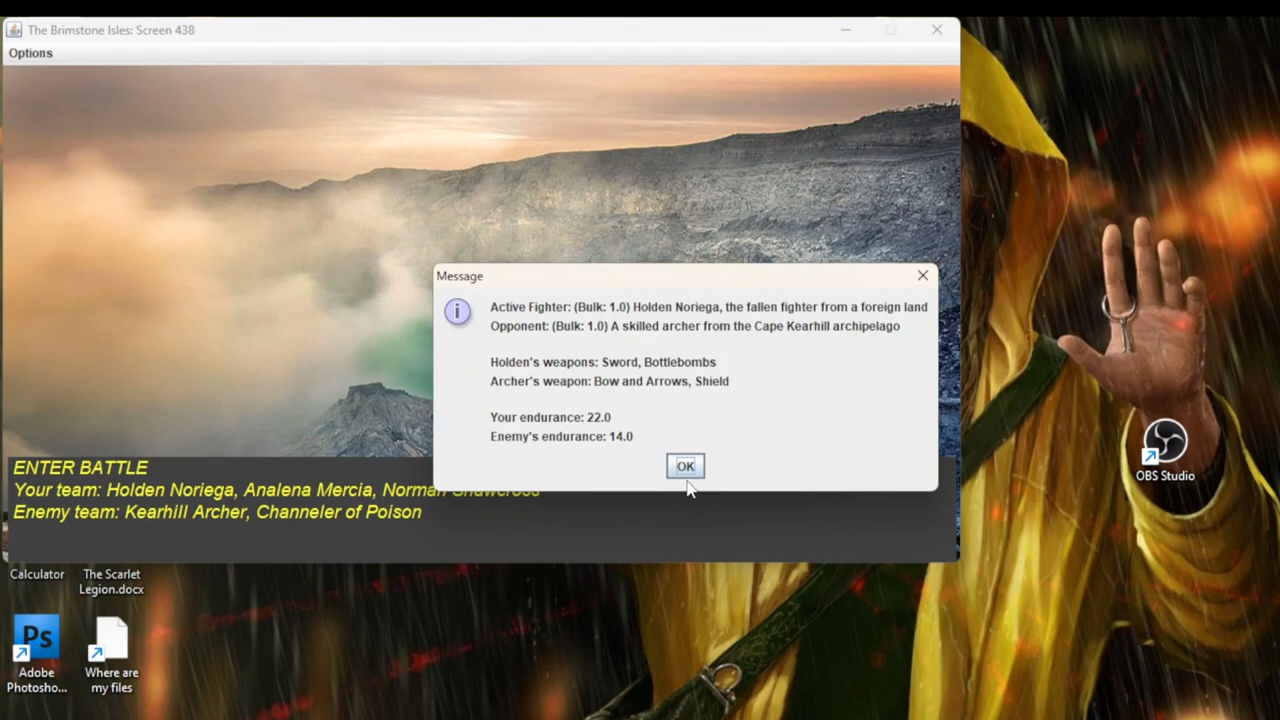 The Brimstone Isles: Screen 438
Options
Message
Active Fighter: (Bulk: 1.0) Holden Noriega, the fallen fighter from a foreign land
Opponent: (Bulk: 1.0) A skilled archer from the Cape Kearhill archipelago
Holden's weapons: Sword, Bottlebombs
Archer's weapon: Bow and Arrows, Shield
Your endurance: 22.0
Enemy's endurance: 14.0
OK
ENTER BATTLE
Your team: Holden Noriega, Analena Mercia, Norman Shawcross
Enemy team: Kearhill Archer, Channeler of Poison
OBS Studio
Calculator
The Scarlet
Legion.docx
Ps
Adobe
Photosho...
Where are
my files